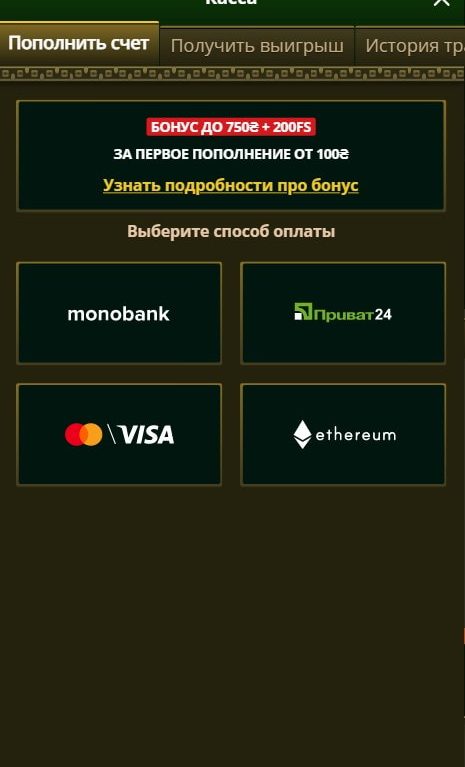 Касса
Пополнить счет
Получить выигрыш
История тра
БОНУС ДО 750₴ + 200FS
ЗА ПЕРВОЕ ПОПОЛНЕНИЕ ОТ 100₴
Узнать подробности про бонус
Выберите способ оплаты
monobank
Приват24
VISA
ethereum